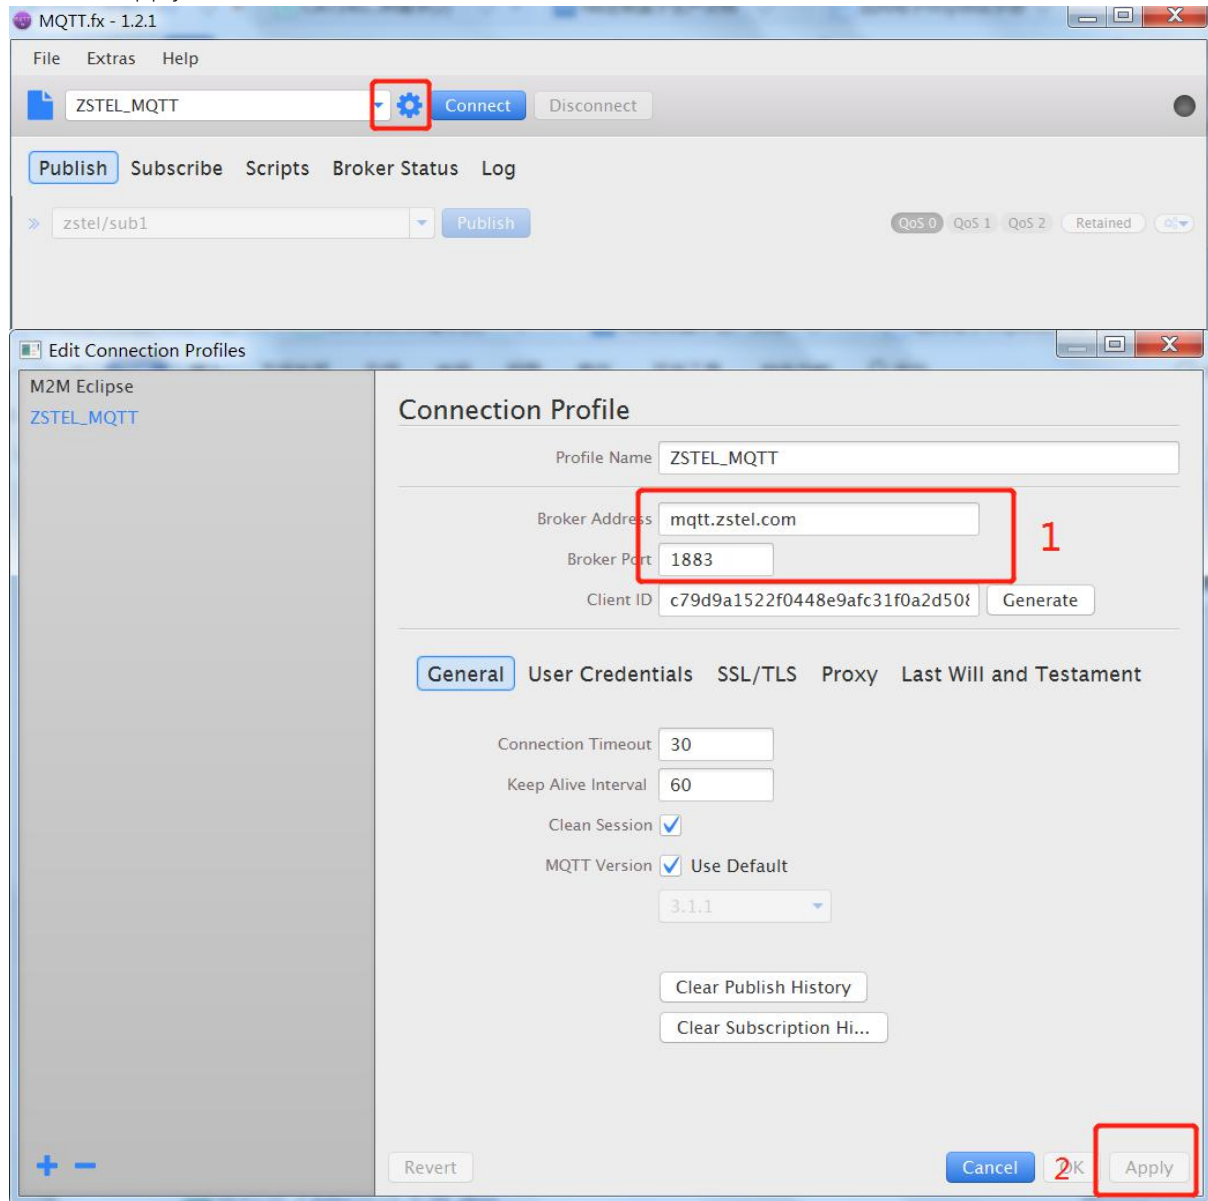 MQTT.fx - 1.2.1
File Extras Help
ZSTEL_MQTT Connect Disconnect
Publish Subscribe Scripts Broker Status Log
zstel/sub1 Publish QoS 0 QoS 1 QoS 2 Retained
Edit Connection Profiles
M2M Eclipse
ZSTEL_MQTT
Connection Profile
Profile Name ZSTEL_MQTT
Broker Address mqtt.zstel.com
1
Broker Port 1883
Client ID c79d9a1522f0448e9afc31f0a2d508 Generate
General User Credentials SSL/TLS Proxy Last Will and Testament
Connection Timeout 30
Keep Alive Interval 60
Clean Session
MQTT Version Use Default
3.1.1
Clear Publish History
Clear Subscription Hi...
Revert Cancel 2 OK Apply